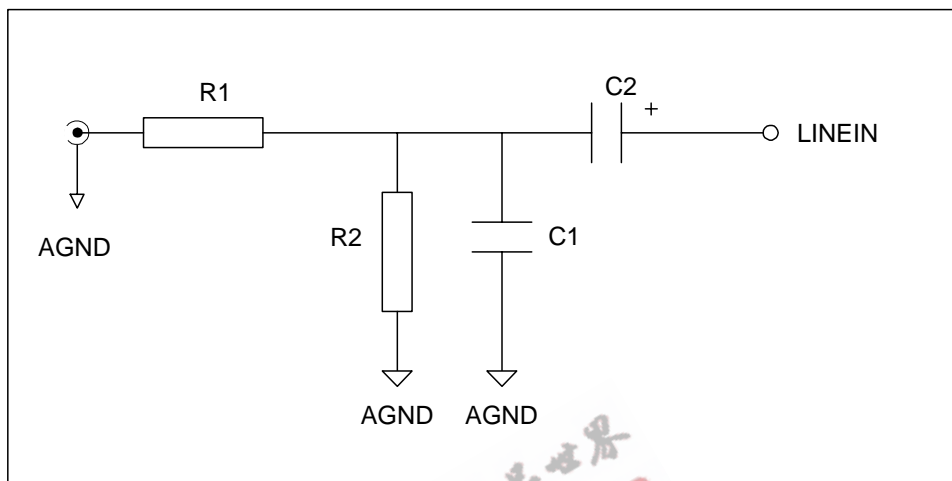 R1
C2
+
LINEIN
AGND
R2
C1
AGND
AGND